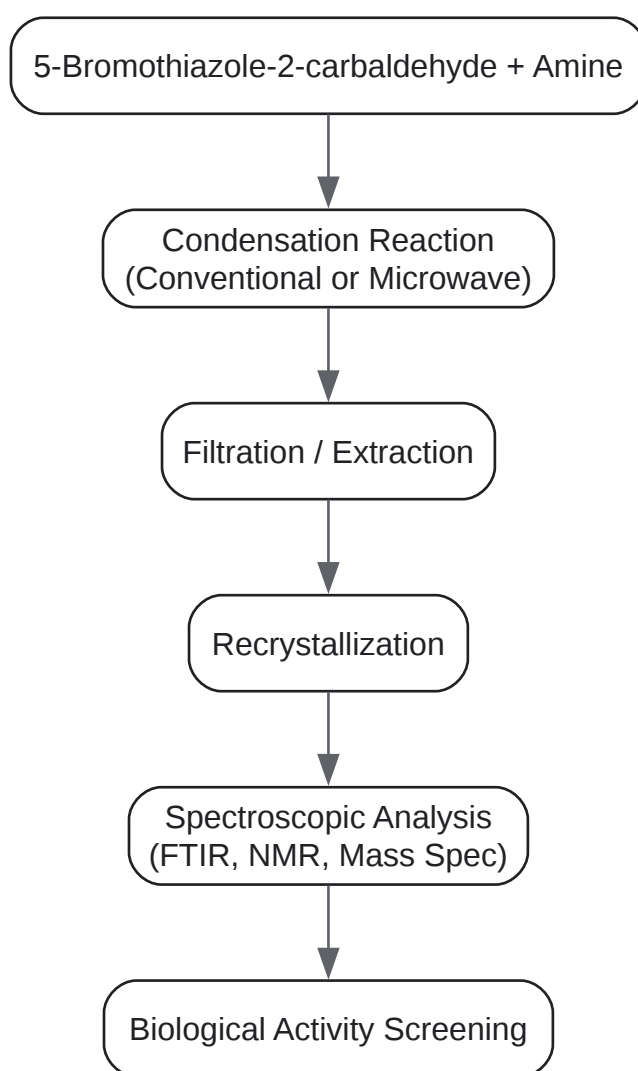 5-Bromothiazole-2-carbaldehyde + Amine
Condensation Reaction
(Conventional or Microwave)
Filtration / Extraction
Recrystallization
Spectroscopic Analysis
(FTIR, NMR, Mass Spec)
Biological Activity Screening